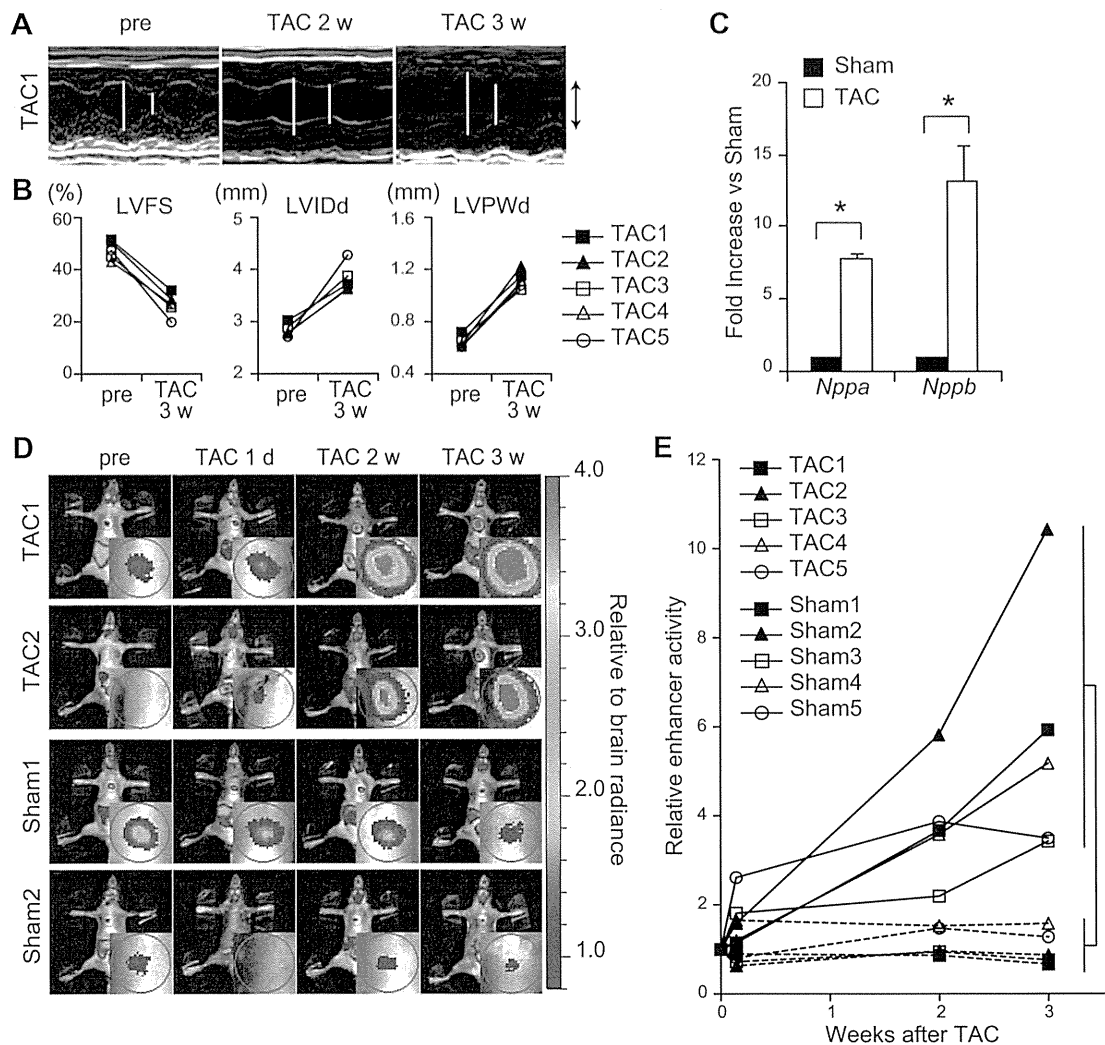 A
pre
TAC 2 w
TAC 3 w
TAC1
B
(%)
LVFS
60
40
20
0
pre
TAC
3 w
(mm)
LVIDd
5
4
3
2
pre
TAC
3 w
(mm)
LVPWd
1.6
1.2
0.8
0.4
pre
TAC
3 w
TAC1
TAC2
TAC3
TAC4
TAC5
C
Sham
TAC
Fold Increase vs Sham
20
15
10
5
0
*
*
Nppa
Nppb
D
pre
TAC 1 d
TAC 2 w
TAC 3 w
TAC1
TAC2
Sham1
Sham2
4.0
3.0
2.0
1.0
Relative to brain radiance
E
TAC1
TAC2
TAC3
TAC4
TAC5
Sham1
Sham2
Sham3
Sham4
Sham5
Relative enhancer activity
12
10
8
6
4
2
0
0
1
2
3
Weeks after TAC